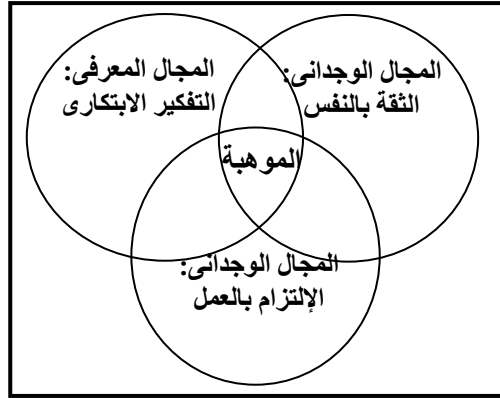 المجال الوجدانى:
الثقة بالنفس
المجال المعرفى:
التفكير الابتكارى
الموهبة
المجال الوجدانى:
الإلتزام بالعمل